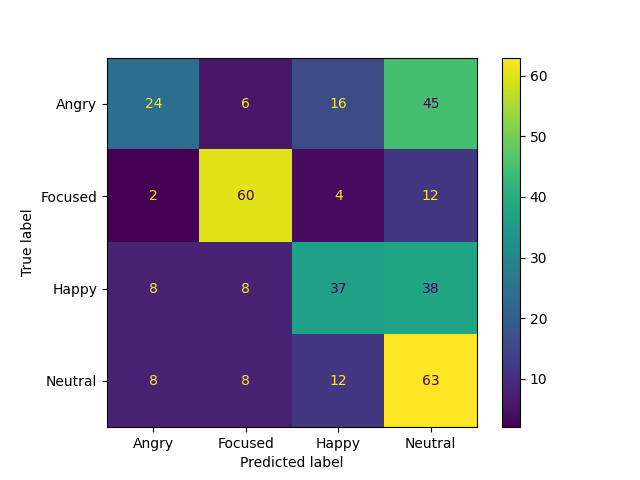 True label
Angry 24 6 16 45
Focused 2 60 4 12
Happy 8 8 37 38
Neutral 8 8 12 63
Angry Focused Happy Neutral
Predicted label
60
50
40
30
20
10